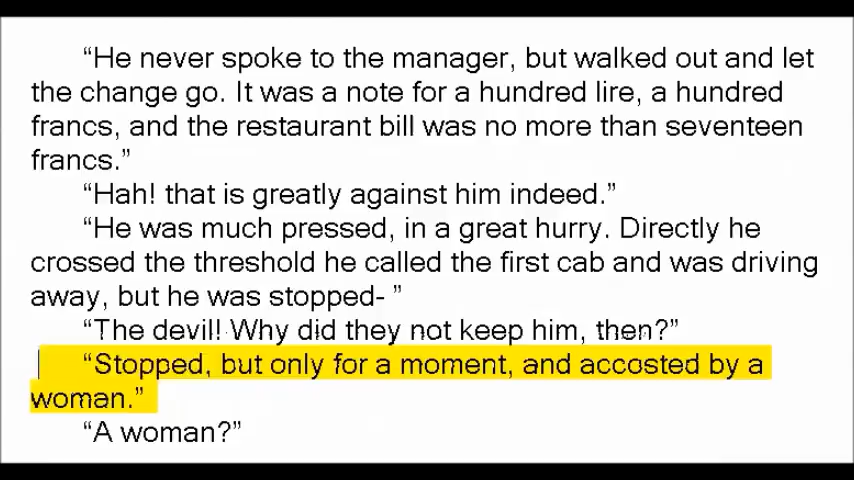 “He never spoke to the manager, but walked out and let
the change go. It was a note for a hundred lire, a hundred
francs, and the restaurant bill was no more than seventeen
francs.”
“Hah! that is greatly against him indeed.”
“He was much pressed, in a great hurry. Directly he
crossed the threshold he called the first cab and was driving
away, but he was stopped- ”
“The devil! Why did they not keep him, then?”
“Stopped, but only for a moment, and accosted by a
woman.”
“A woman?”